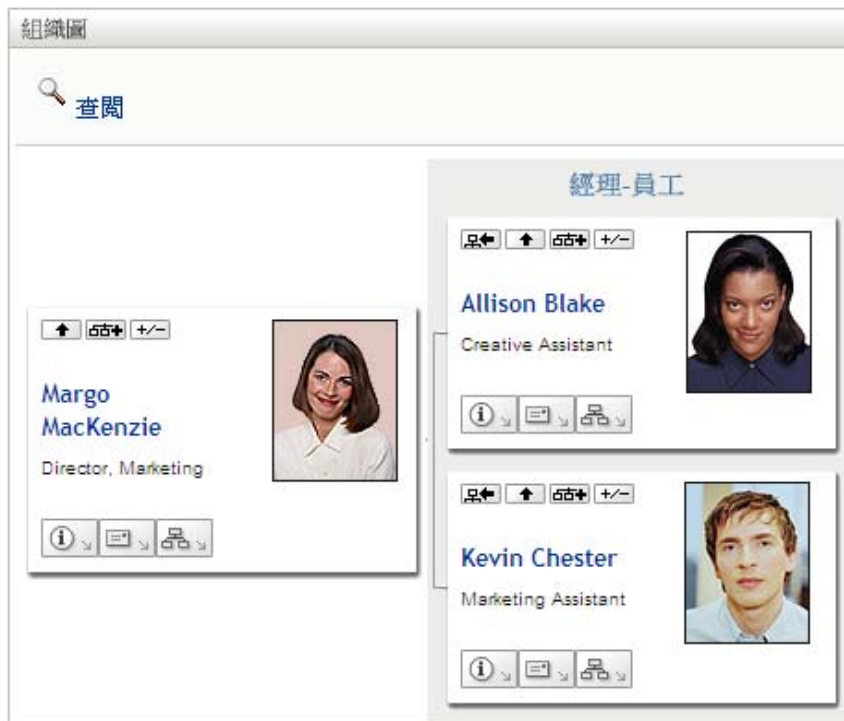 組織圖
查閱
經理-員工
Margo
MacKenzie
Director, Marketing
Allison Blake
Creative Assistant
Kevin Chester
Marketing Assistant